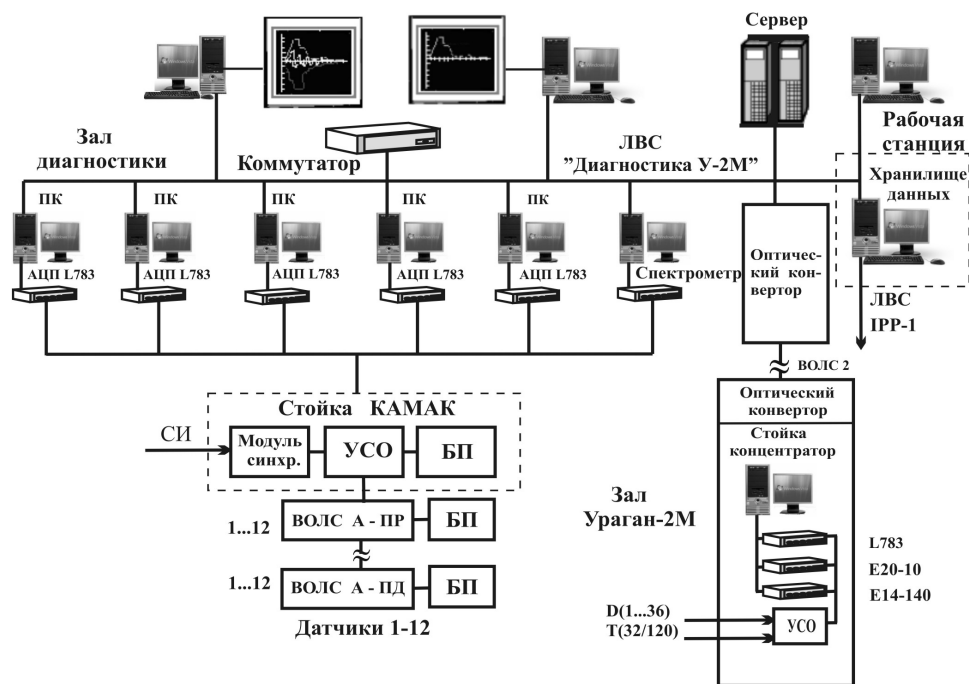 Сервер
Зал
диагностики
Коммутатор
ЛВС
"Диагностика У-2М"
Рабочая
станция
Хранилище
данных
ПК
ПК
ПК
ПК
ПК
АЦП L783
АЦП L783
АЦП L783
АЦП L783
АЦП L783
Спектрометр
Оптичес-
кий кон-
вертор
ЛВС
IPP-1
ВОЛС 2
Стойка КАМАК
СИ
Модуль
синхр.
УСО
БП
1...12
ВОЛС А - ПР
БП
1...12
ВОЛС А - ПД
БП
Датчики 1-12
Оптический
конвертор
Стойка
концентратор
Зал
Ураган-2М
L783
E20-10
E14-140
D(1...36)
T(32/120)
УСО